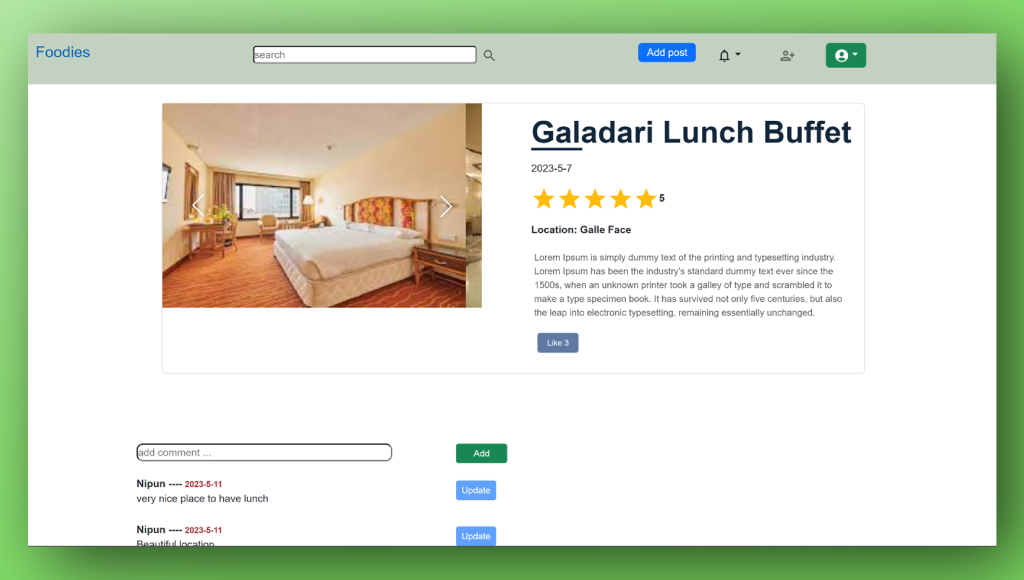 Foodies
search
Add post
Galadari Lunch Buffet
2023-5-7
5
Location: Galle Face
Lorem Ipsum is simply dummy text of the printing and typesetting industry.
Lorem Ipsum has been the industry's standard dummy text ever since the
1500s, when an unknown printer took a galley of type and scrambled it to
make a type specimen book. It has survived not only five centuries, but also
the leap into electronic typesetting, remaining essentially unchanged.
Like 3
add comment ...
Add
Nipun ---- 2023-5-11
very nice place to have lunch
Update
Nipun ---- 2023-5-11
Beautiful location
Update